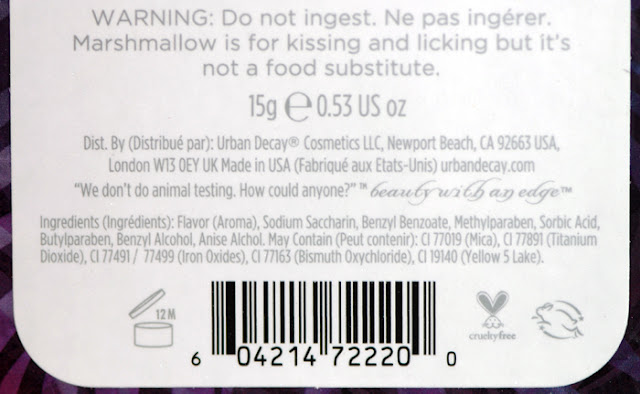 WARNING: Do not ingest. Ne pas ingérer.
Marshmallow is for kissing and licking but it's
not a food substitute.
15g ℮ 0.53 US oz
Dist. By (Distribué par): Urban Decay® Cosmetics LLC, Newport Beach, CA 92663 USA,
London W13 0EY UK Made in USA (Fabriqué aux Etats-Unis) urbandecay.com
"We don't do animal testing. How could anyone?"™ beauty with an edge™
Ingredients (Ingrédients): Flavor (Aroma), Sodium Saccharin, Benzyl Benzoate, Methylparaben, Sorbic Acid,
Butylparaben, Benzyl Alcohol, Anise Alchol. May Contain (Peut contenir): CI 77019 (Mica), CI 77891 (Titanium
Dioxide), CI 77491 / 77499 (Iron Oxides), CI 77163 (Bismuth Oxychloride), CI 19140 (Yellow 5 Lake).
12 M
crueltyfree
6 04214 72220 0